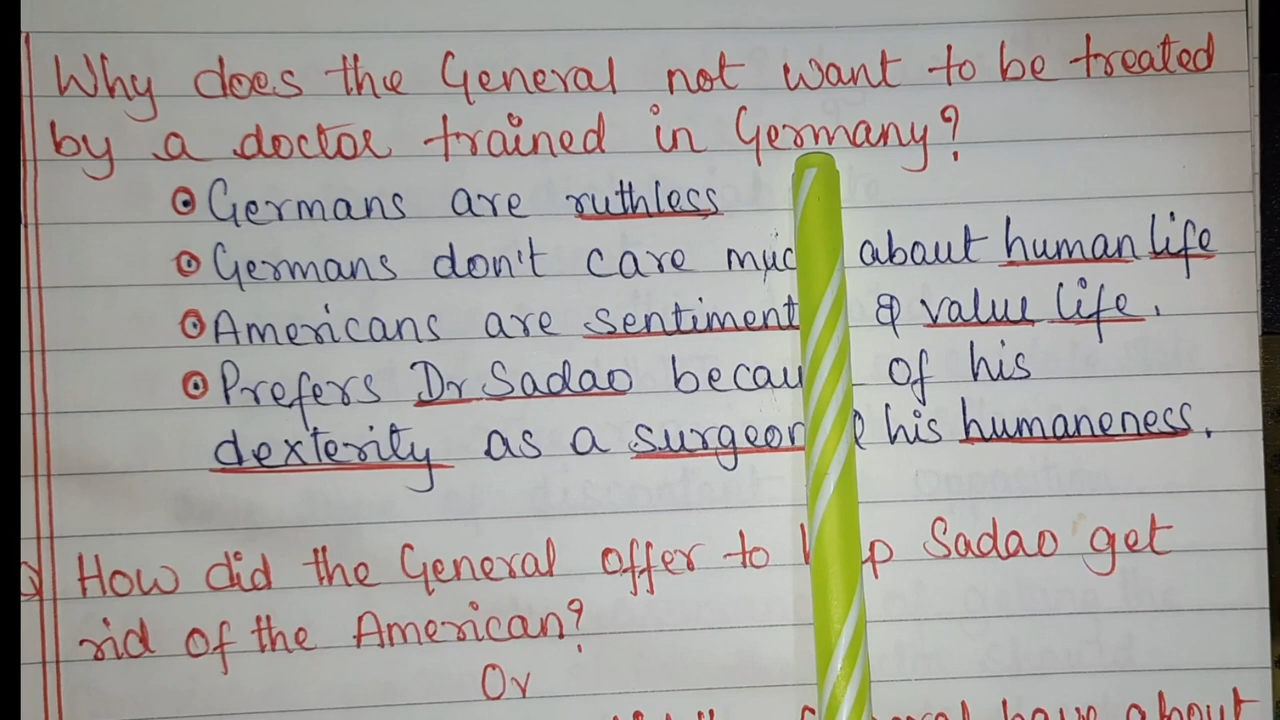 Why does the General not want to be treated
by a doctor trained in Germany?
Germans are ruthless
Germans don't care muc about human life
Americans are sentiment & value life.
Prefers Dr Sadao becau of his
dexterity as a surgeon & his humaneness.
How did the General offer to Sadao get
rid of the American?
Or
have about